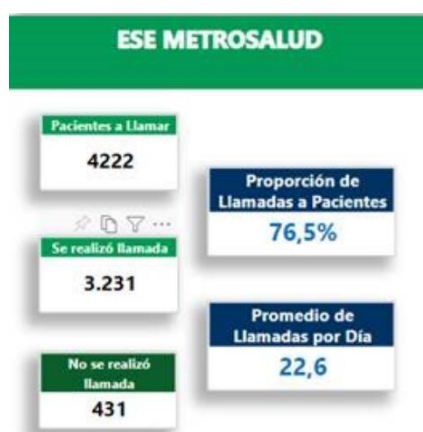 ESE METROSALUD
Pacientes a Llamar
4222
Se realizó llamada
3.231
No se realizó
llamada
431
Proporción de
Llamadas a Pacientes
76,5%
Promedio de
Llamadas por Día
22,6